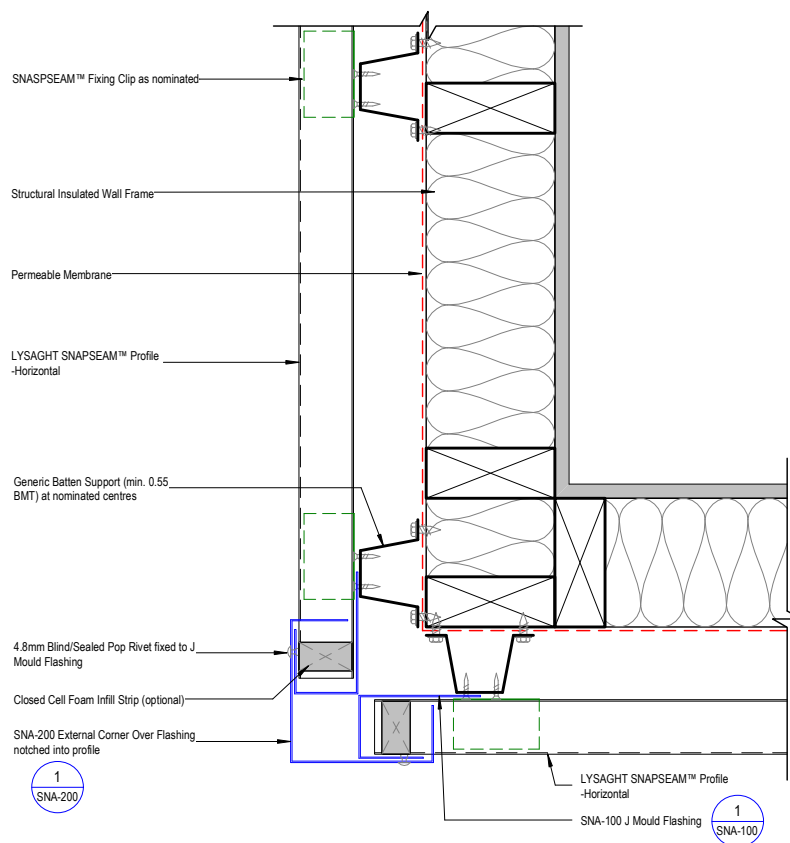 SNASPSEAM™ Fixing Clip as nominated
Structural Insulated Wall Frame
Permeable Membrane
LYSAGHT SNAPSEAM™ Profile
-Horizontal
Generic Batten Support (min. 0.55
BMT) at nominated centres
4.8mm Blind/Sealed Pop Rivet fixed to J
Mould Flashing
Closed Cell Foam Infill Strip (optional)
SNA-200 External Corner Over Flashing
notched into profile
1
SNA-200
LYSAGHT SNAPSEAM™ Profile
-Horizontal
SNA-100 J Mould Flashing
1
SNA-100